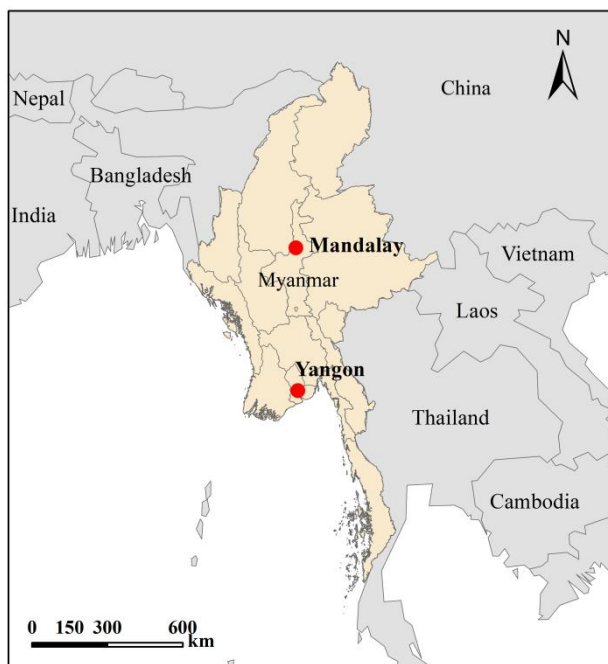 N
China
Nepal
Bangladesh
India
Mandalay
Vietnam
Myanmar
Laos
Yangon
Thailand
Cambodia
0 150 300 600
km